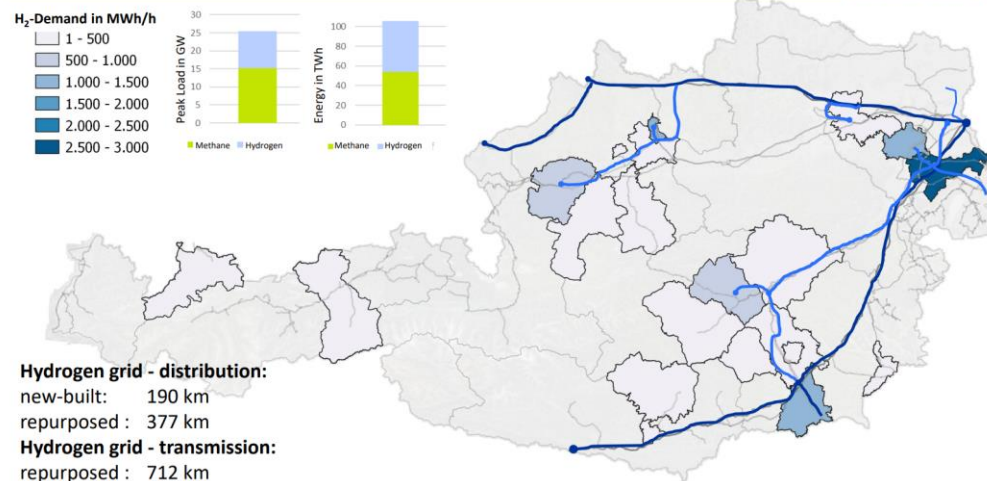 H₂-Demand in MWh/h
1 - 500
500 - 1.000
1.000 - 1.500
1.500 - 2.000
2.000 - 2.500
2.500 - 3.000
Peak Load in GW
30
25
20
15
10
5
0
Methane Hydrogen
Energy in TWh
100
80
60
40
20
0
Methane Hydrogen
Hydrogen grid - distribution:
new-built: 190 km
repurposed : 377 km
Hydrogen grid - transmission:
repurposed : 712 km